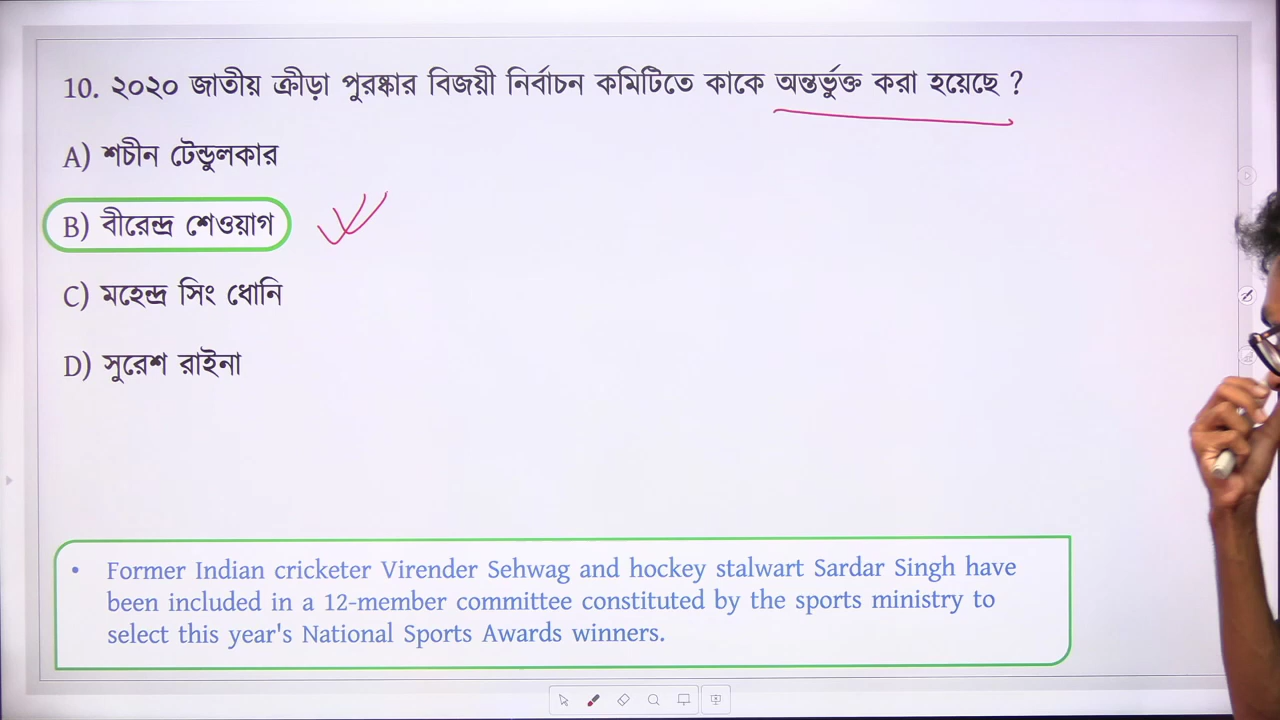 10. ২০২০ জাতীয় ক্রীড়া পুরষ্কার বিজয়ী নির্বাচন কমিটিতে কাকে অন্তর্ভুক্ত করা হয়েছে ?
A) শচীন টেন্ডুলকার
B) বীরেন্দ্র শেওয়াগ
C) মহেন্দ্র সিং ধোনি
D) সুরেশ রাইনা
• Former Indian cricketer Virender Sehwag and hockey stalwart Sardar Singh have
been included in a 12-member committee constituted by the sports ministry to
select this year's National Sports Awards winners.